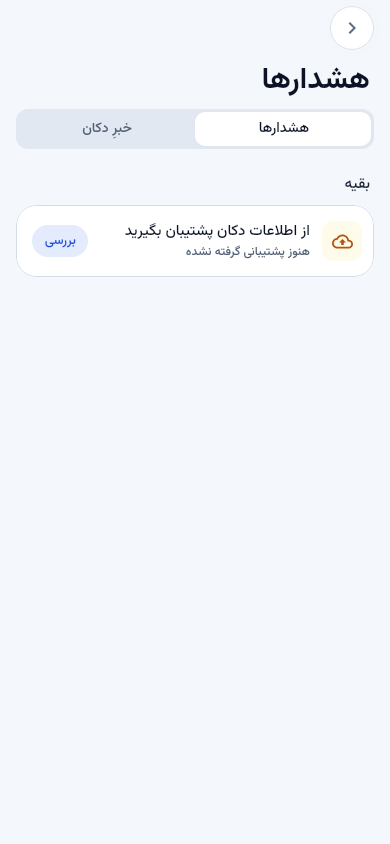 هشدارها
هشدارها
خبرِ دکان
بقیه
از اطلاعات دکان پشتیبان بگیرید
هنوز پشتیبانی گرفته نشده
بررسی